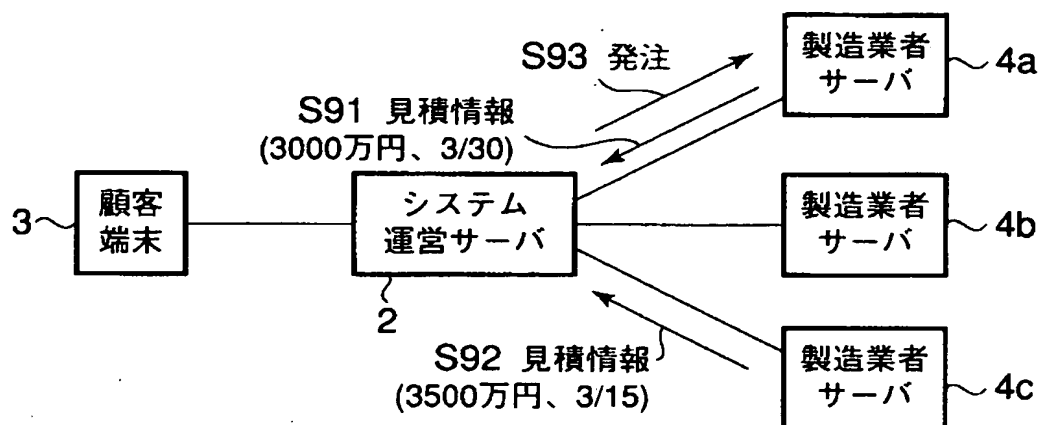 S93 発注
製造業者
サーバ
4a
S91 見積情報
(3000万円、3/30)
3
顧客
端末
システム
運営サーバ
2
製造業者
サーバ
4b
S92 見積情報
(3500万円、3/15)
製造業者
サーバ
4c